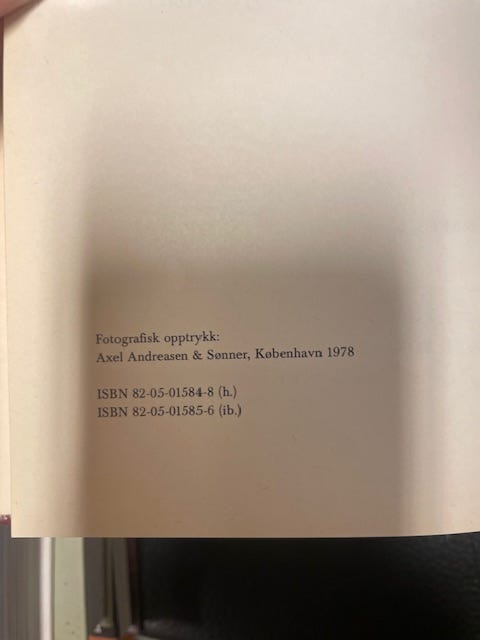 Fotografisk opptrykk:
Axel Andreasen & Sønner, København 1978
ISBN 82-05-01584-8 (h.)
ISBN 82-05-01585-6 (ib.)